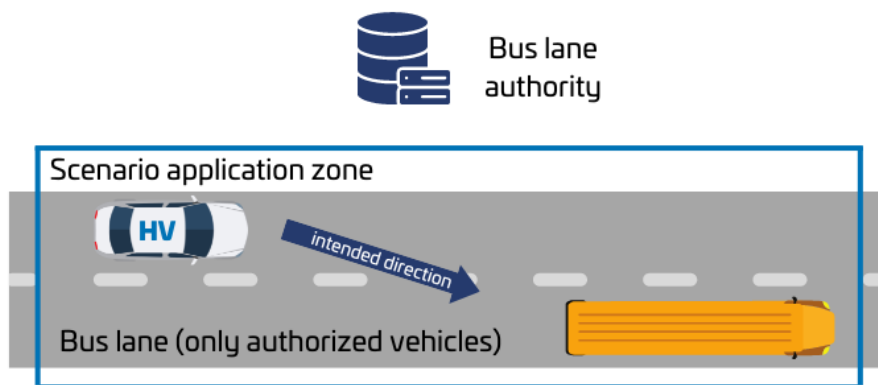 Bus lane
authority
Scenario application zone
HV
intended direction
Bus lane (only authorized vehicles)